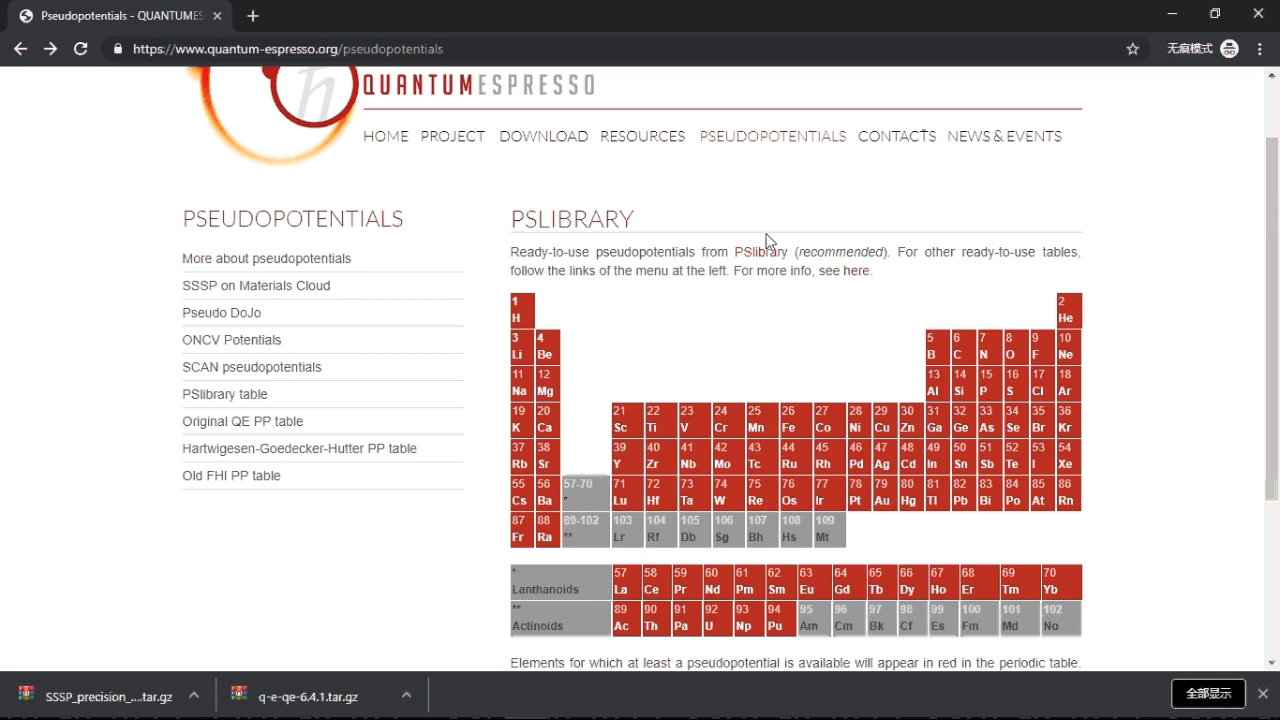 Pseudopotentials - QUANTUMES
https://www.quantum-espresso.org/pseudopotentials
无痕模式
ħ
QUANTUMESPRESSO
HOME PROJECT DOWNLOAD RESOURCES PSEUDOPOTENTIALS CONTACTS NEWS & EVENTS
PSEUDOPOTENTIALS
More about pseudopotentials
SSSP on Materials Cloud
Pseudo DoJo
ONCV Potentials
SCAN pseudopotentials
PSlibrary table
Original QE PP table
Hartwigesen-Goedecker-Hutter PP table
Old FHI PP table
PSLIBRARY
Ready-to-use pseudopotentials from PSlibrary (recommended). For other ready-to-use tables,
follow the links of the menu at the left. For more info, see here.
1 2
H He
3 4 5 6 7 8 9 10
Li Be B C N O F Ne
11 12 13 14 15 16 17 18
Na Mg Al Si P S Cl Ar
19 20 21 22 23 24 25 26 27 28 29 30 31 32 33 34 35 36
K Ca Sc Ti V Cr Mn Fe Co Ni Cu Zn Ga Ge As Se Br Kr
37 38 39 40 41 42 43 44 45 46 47 48 49 50 51 52 53 54
Rb Sr Y Zr Nb Mo Tc Ru Rh Pd Ag Cd In Sn Sb Te I Xe
55 56 57-70 71 72 73 74 75 76 77 78 79 80 81 82 83 84 85 86
Cs Ba * Lu Hf Ta W Re Os Ir Pt Au Hg Tl Pb Bi Po At Rn
87 88 89-102 103 104 105 106 107 108 109
Fr Ra ** Lr Rf Db Sg Bh Hs Mt
* 57 58 59 60 61 62 63 64 65 66 67 68 69 70
Lanthanoids La Ce Pr Nd Pm Sm Eu Gd Tb Dy Ho Er Tm Yb
** 89 90 91 92 93 94 95 96 97 98 99 100 101 102
Actinoids Ac Th Pa U Np Pu Am Cm Bk Cf Es Fm Md No
Elements for which at least a pseudopotential is available will appear in red in the periodic table.
SSSP_precision_....tar.gz
q-e-qe-6.4.1.tar.gz
全部显示